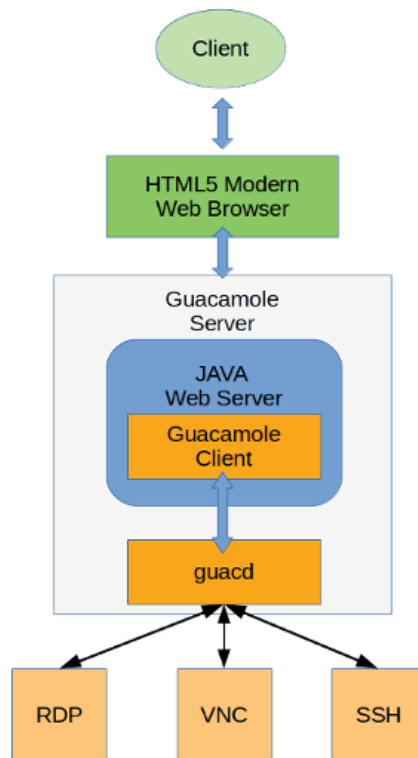 Client
HTML5 Modern
Web Browser
Guacamole
Server
JAVA
Web Server
Guacamole
Client
guacd
RDP
VNC
SSH